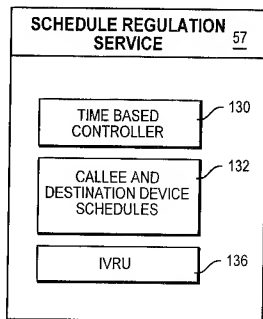 SCHEDULE REGULATION
SERVICE 57
TIME BASED
CONTROLLER
130
CALLEE AND
DESTINATION DEVICE
SCHEDULES
132
IVRU
136